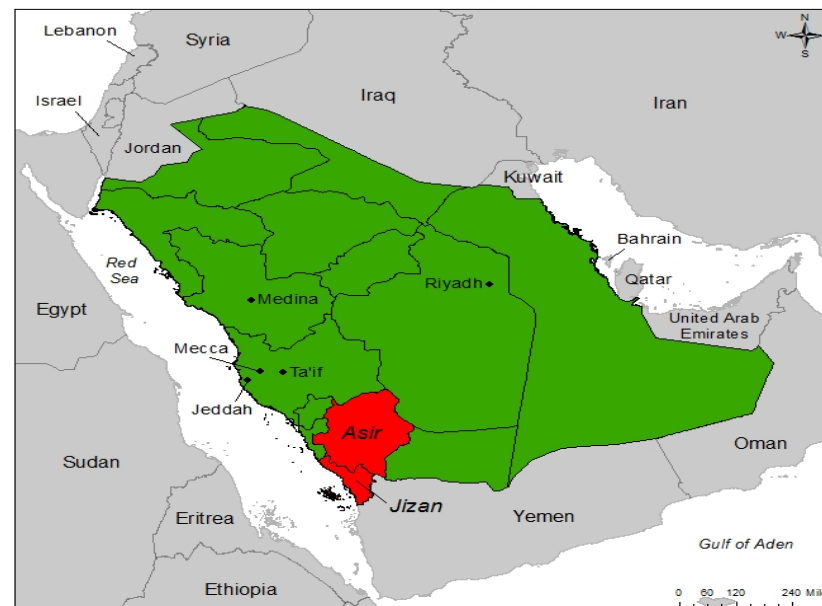 Lebanon
Syria
N
W
E
S
Israel
Iraq
Iran
Jordan
Kuwait
Bahrain
Red
Sea
Medina
Riyadh
Qatar
Egypt
United Arab
Emirates
Mecca
Ta'if
Jeddah
Asir
Oman
Sudan
Jizan
Eritrea
Yemen
Gulf of Aden
Ethiopia
0 60 120 240